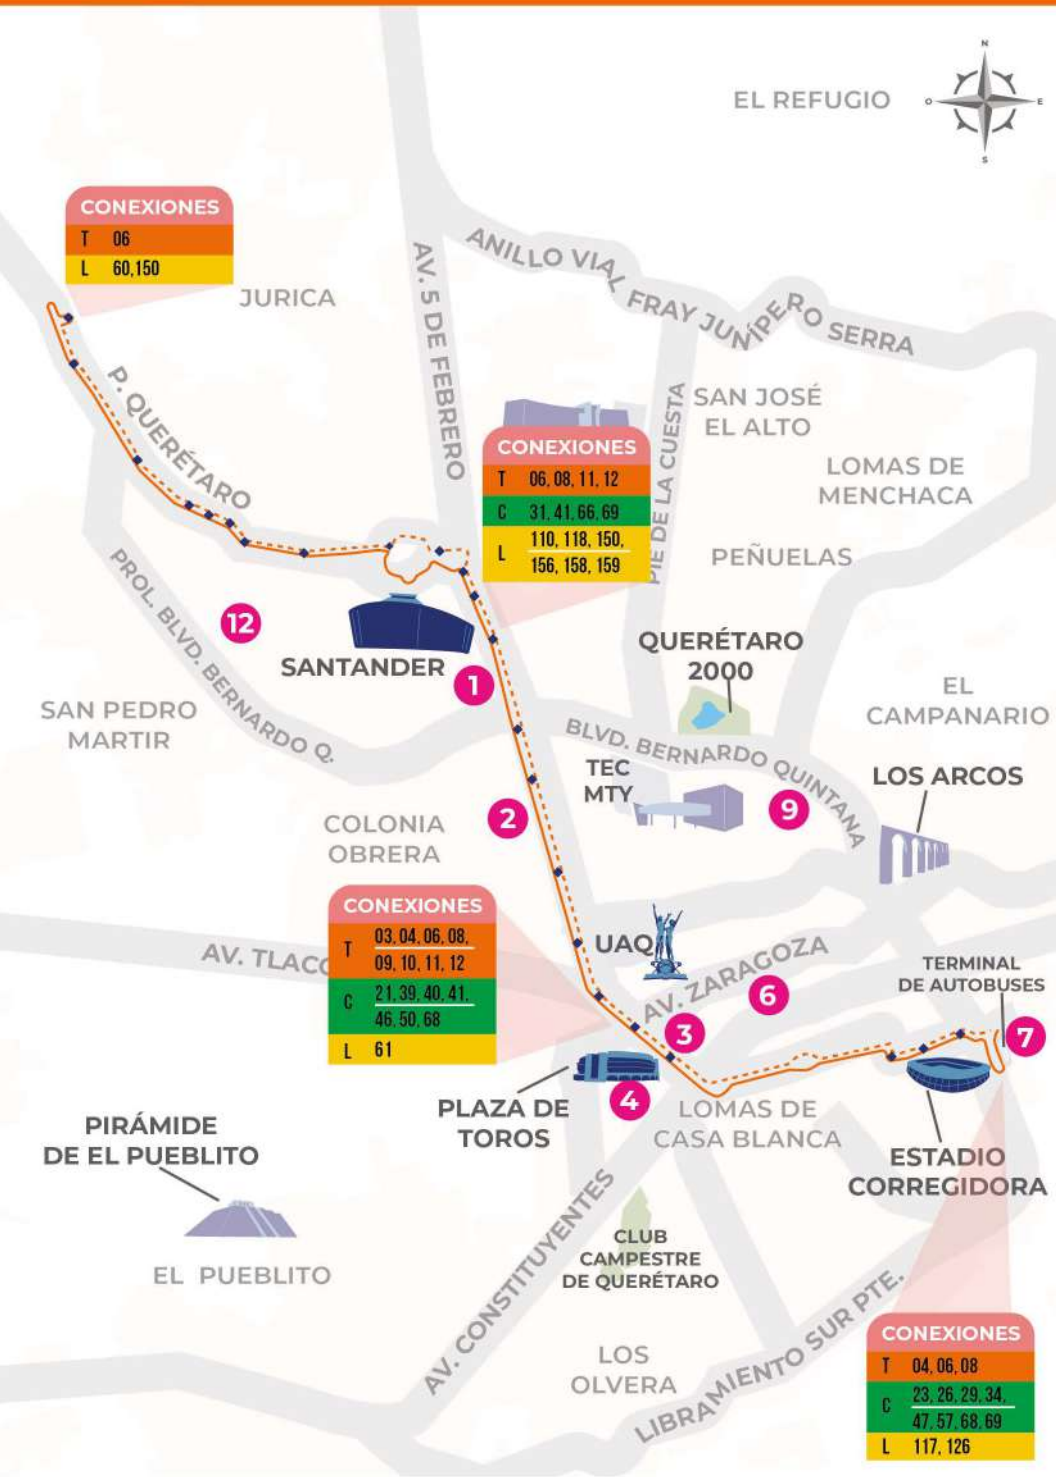 N
O
E
S
EL REFUGIO
CONEXIONES
T 06
L 60,150
JURICA
AV. 5 DE FEBRERO
ANILLO VIAL FRAY JUNÍPERO SERRA
P. QUERÉTARO
PIE DE LA CUESTA
SAN JOSÉ
EL ALTO
LOMAS DE
MENCHACA
CONEXIONES
T 06, 08, 11, 12
C 31, 41, 66, 69
L 110, 118, 150,
156, 158, 159
PEÑUELAS
PROL. BLVD. BERNARDO Q.
12
SANTANDER
1
QUERÉTARO
2000
SAN PEDRO
MARTIR
EL
CAMPANARIO
BLVD. BERNARDO QUINTANA
TEC
MTY
9
LOS ARCOS
2
COLONIA
OBRERA
CONEXIONES
T 03, 04, 06, 08,
09, 10, 11, 12
C 21, 39, 40, 41,
46, 50, 68
L 61
AV. TLACO
UAQ
AV. ZARAGOZA
6
TERMINAL
DE AUTOBUSES
3
7
4
PLAZA DE
TOROS
LOMAS DE
CASA BLANCA
ESTADIO
CORREGIDORA
PIRÁMIDE
DE EL PUEBLITO
EL PUEBLITO
AV. CONSTITUYENTES
CLUB
CAMPESTRE
DE QUERÉTARO
LOS
OLVERA
LIBRAMIENTO SUR PTE.
CONEXIONES
T 04, 06, 08
C 23, 26, 29, 34,
47, 57, 68, 69
L 117, 126